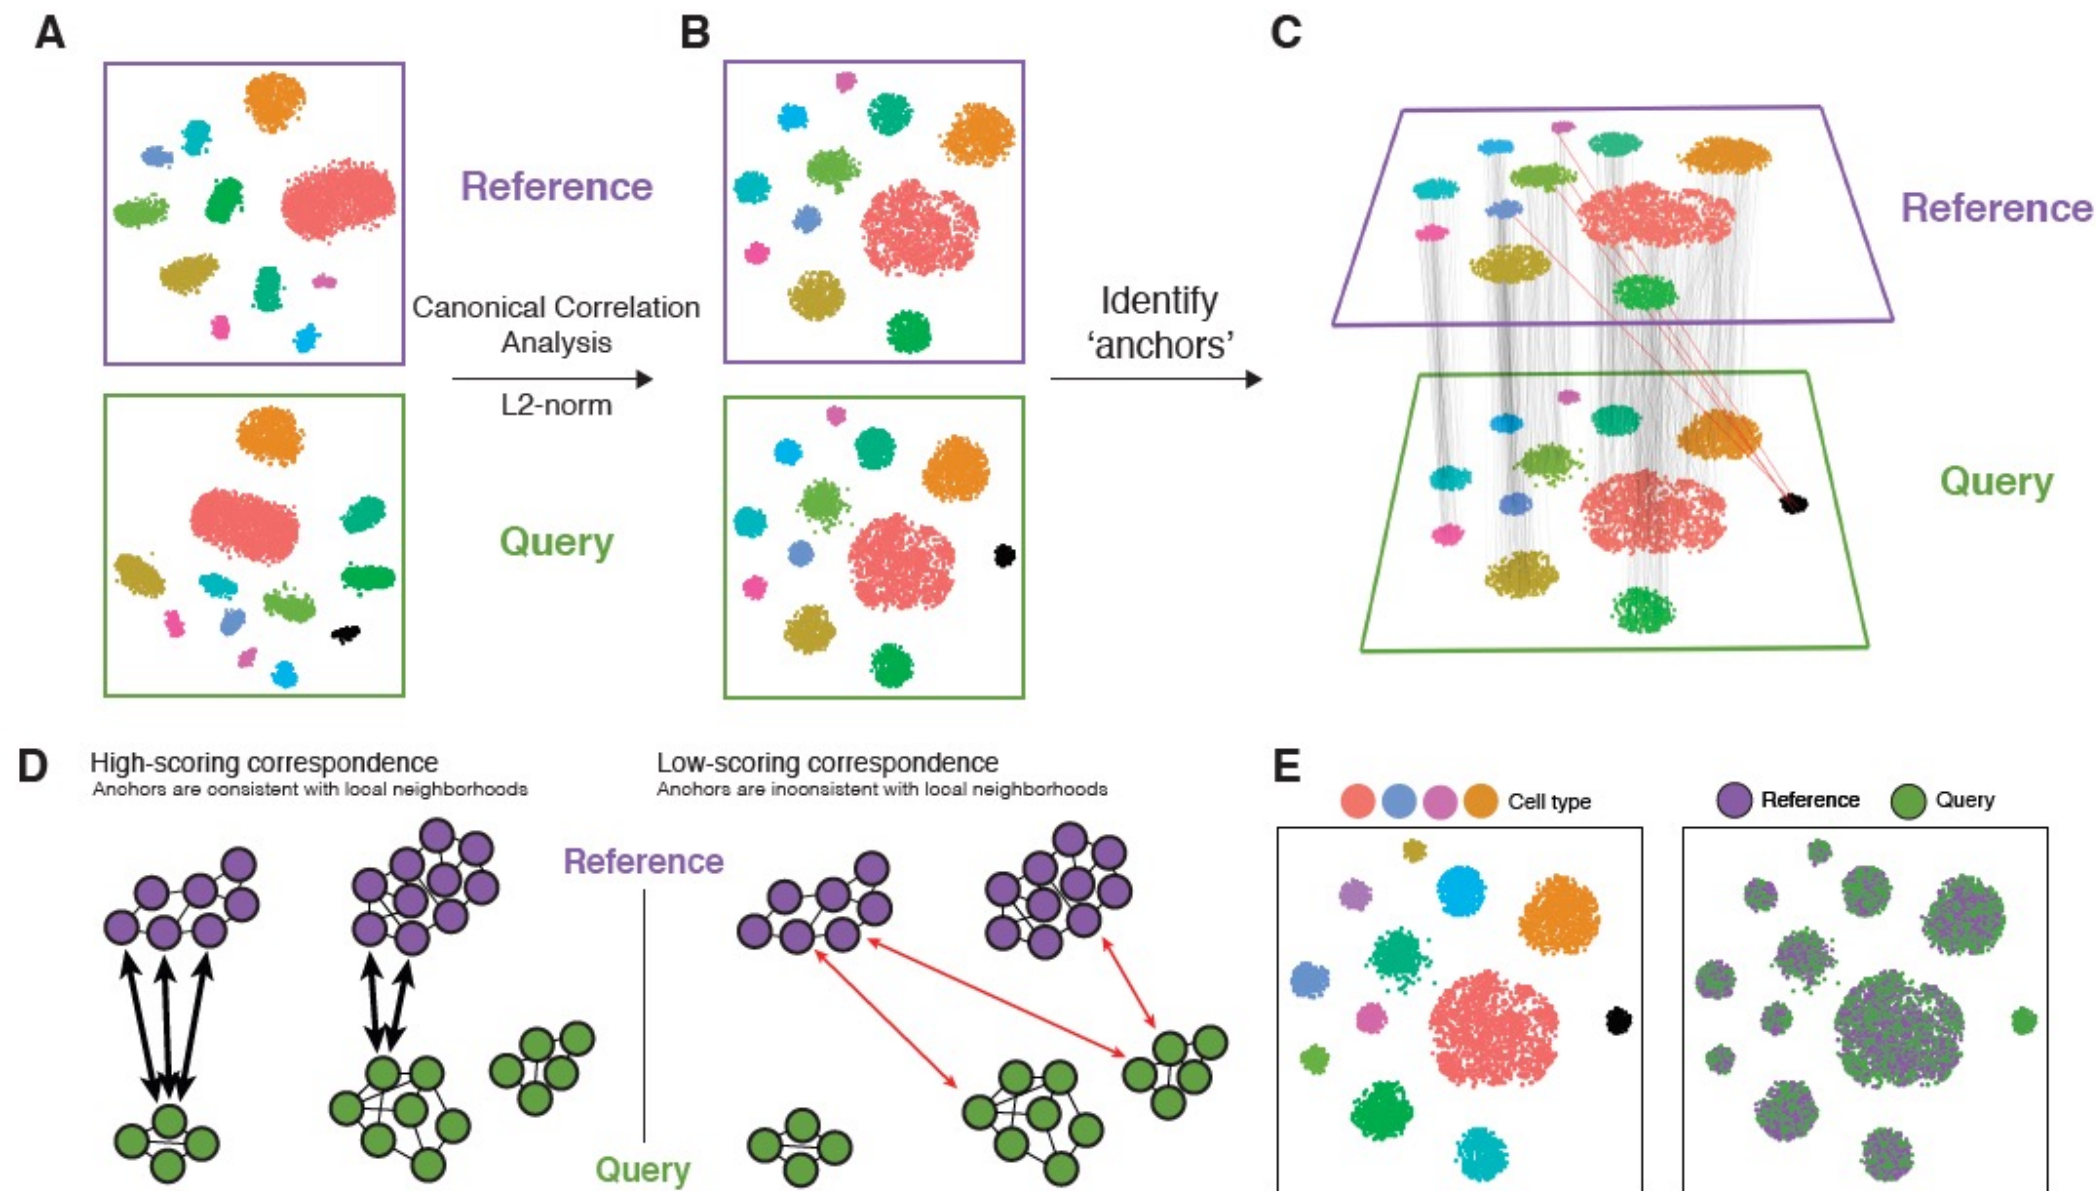 A
B
C
Reference
Canonical Correlation
Analysis
L2-norm
Query
Identify
‘anchors’
Reference
Query
D
High-scoring correspondence
Anchors are consistent with local neighborhoods
Low-scoring correspondence
Anchors are inconsistent with local neighborhoods
Reference
Query
E
Cell type
Reference
Query